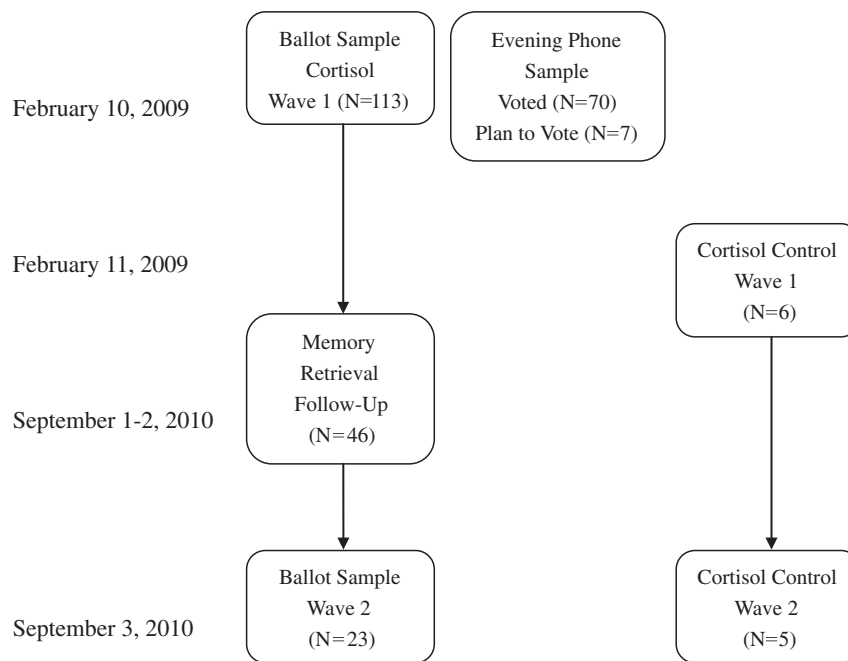 Ballot Sample
Cortisol
Wave 1 (N=113)
Evening Phone
Sample
Voted (N=70)
Plan to Vote (N=7)
February 10, 2009
February 11, 2009
Cortisol Control
Wave 1
(N=6)
Memory
Retrieval
Follow-Up
(N=46)
September 1-2, 2010
Ballot Sample
Wave 2
(N=23)
Cortisol Control
Wave 2
(N=5)
September 3, 2010